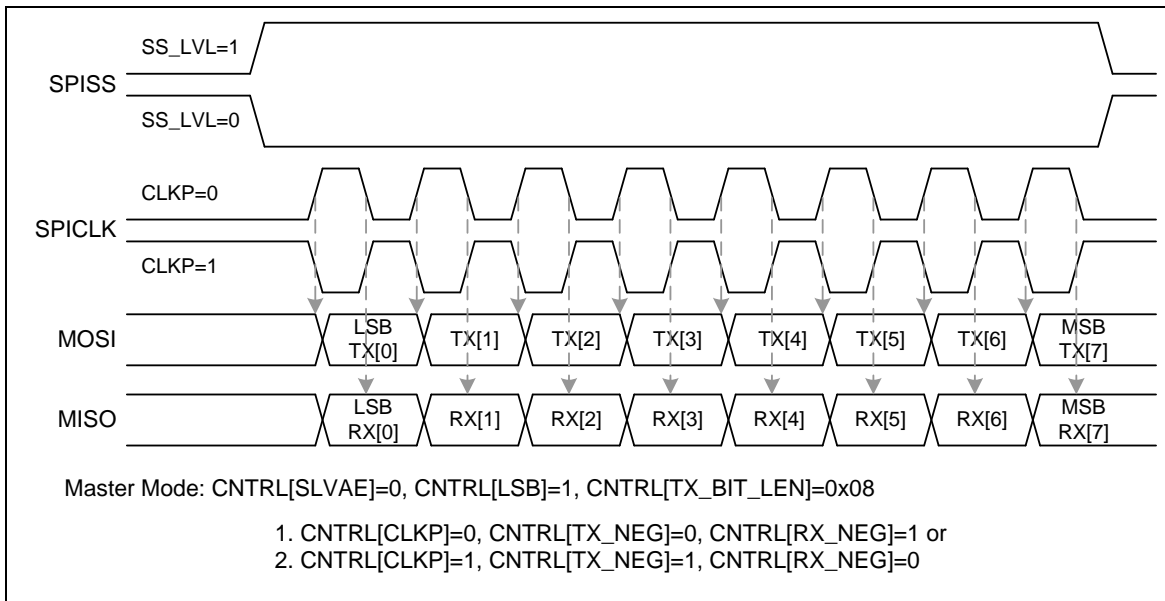 SS_LVL=1
SPISS
SS_LVL=0
CLKP=0
SPICLK
CLKP=1
MOSI
LSB
TX[0]
TX[1]
TX[2]
TX[3]
TX[4]
TX[5]
TX[6]
MSB
TX[7]
MISO
LSB
RX[0]
RX[1]
RX[2]
RX[3]
RX[4]
RX[5]
RX[6]
MSB
RX[7]
Master Mode: CNTRL[SLVAE]=0, CNTRL[LSB]=1, CNTRL[TX_BIT_LEN]=0x08
1. CNTRL[CLKP]=0, CNTRL[TX_NEG]=0, CNTRL[RX_NEG]=1 or
2. CNTRL[CLKP]=1, CNTRL[TX_NEG]=1, CNTRL[RX_NEG]=0